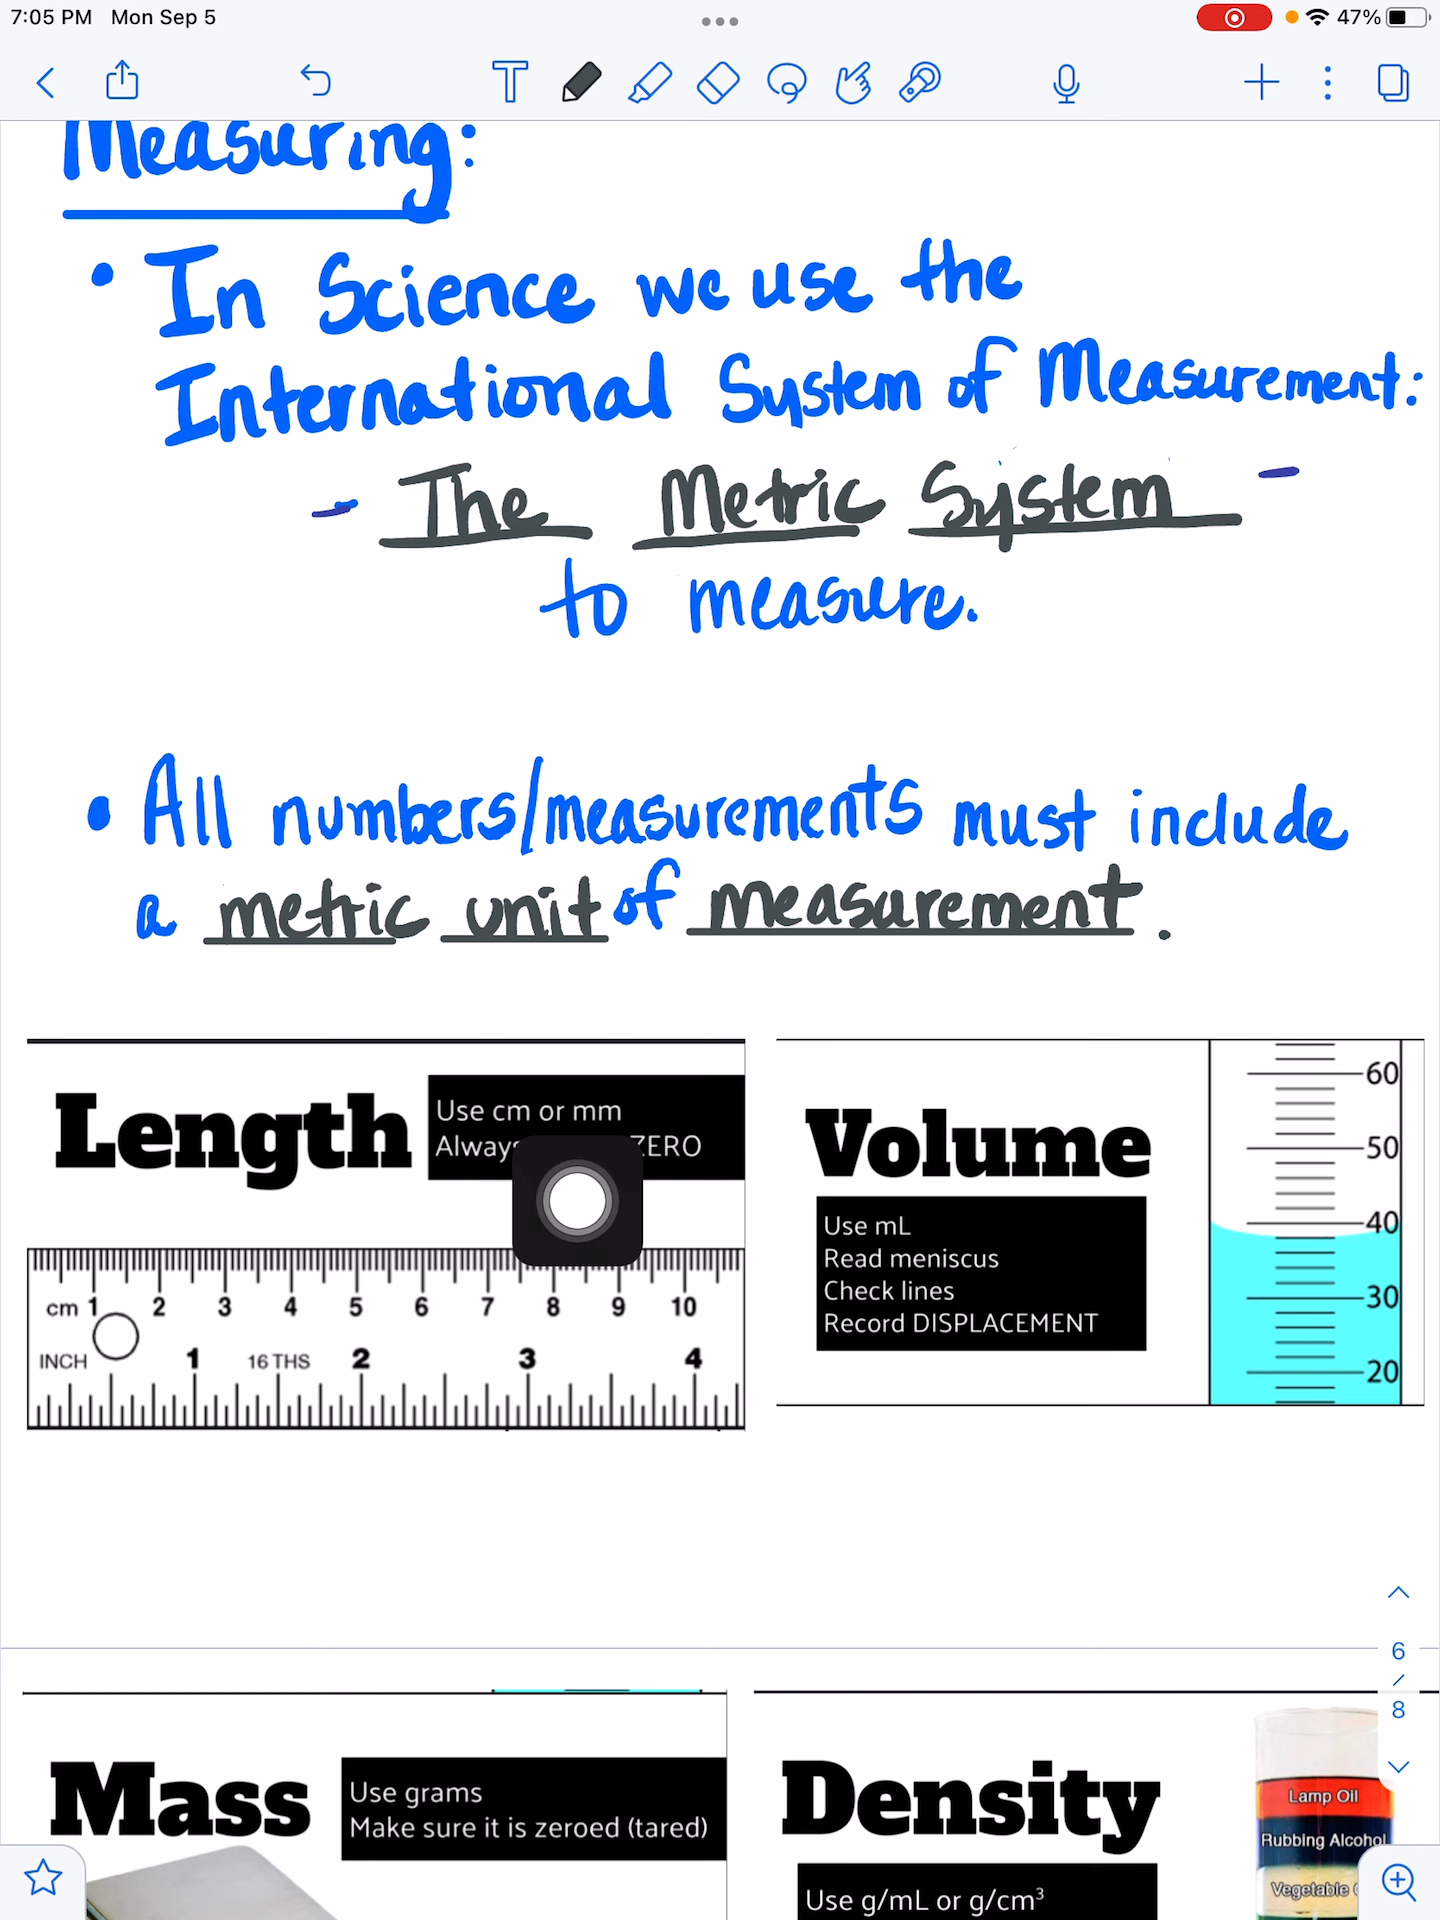 7:05 PM Mon Sep 5
47%
Measuring:
• In Science we use the
International System of Measurement:
- The Metric System -
to measure.
• All numbers/measurements must include
a metric unit of measurement.
Length
Use cm or mm
Always ZERO
cm 1 2 3 4 5 6 7 8 9 10
INCH 1 16 THS 2 3 4
Volume
Use mL
Read meniscus
Check lines
Record DISPLACEMENT
60
50
40
30
20
6
/
8
Mass
Use grams
Make sure it is zeroed (tared)
Density
Use g/mL or g/cm³
Lamp Oil
Rubbing Alcohol
Vegetable